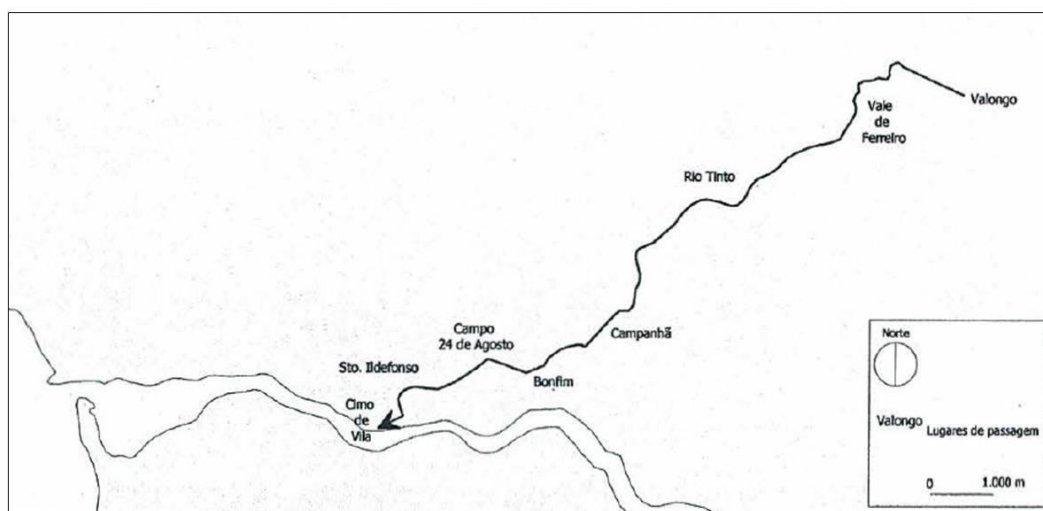 Valongo
Vale
de
Ferreiro
Rio Tinto
Campanhã
Campo
24 de Agosto
Bonfim
Sto. Ildefonso
Cimo
de
Vila
Norte
Valongo Lugares de passagem
0 1.000 m